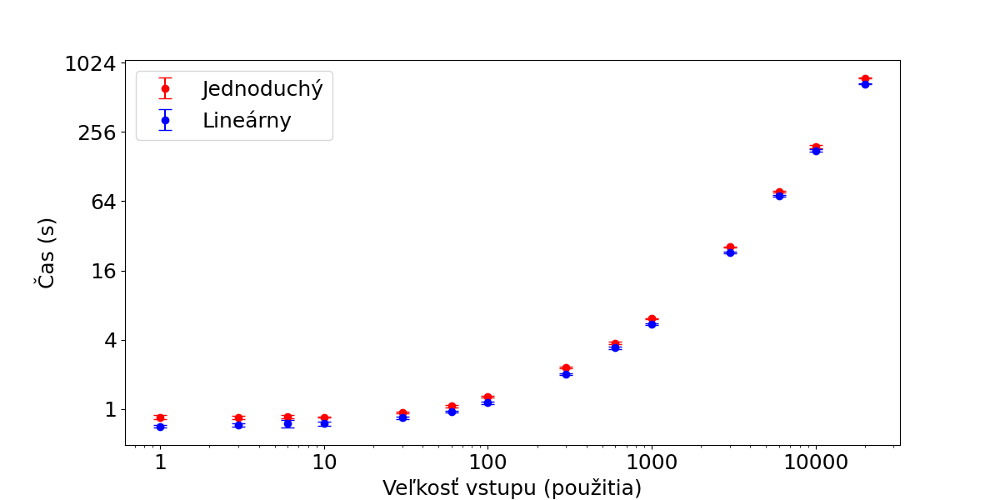 1024
256
64
16
4
1
Čas (s)
Jednoduchý
Lineárny
1
10
100
1000
10000
Veľkosť vstupu (použitia)